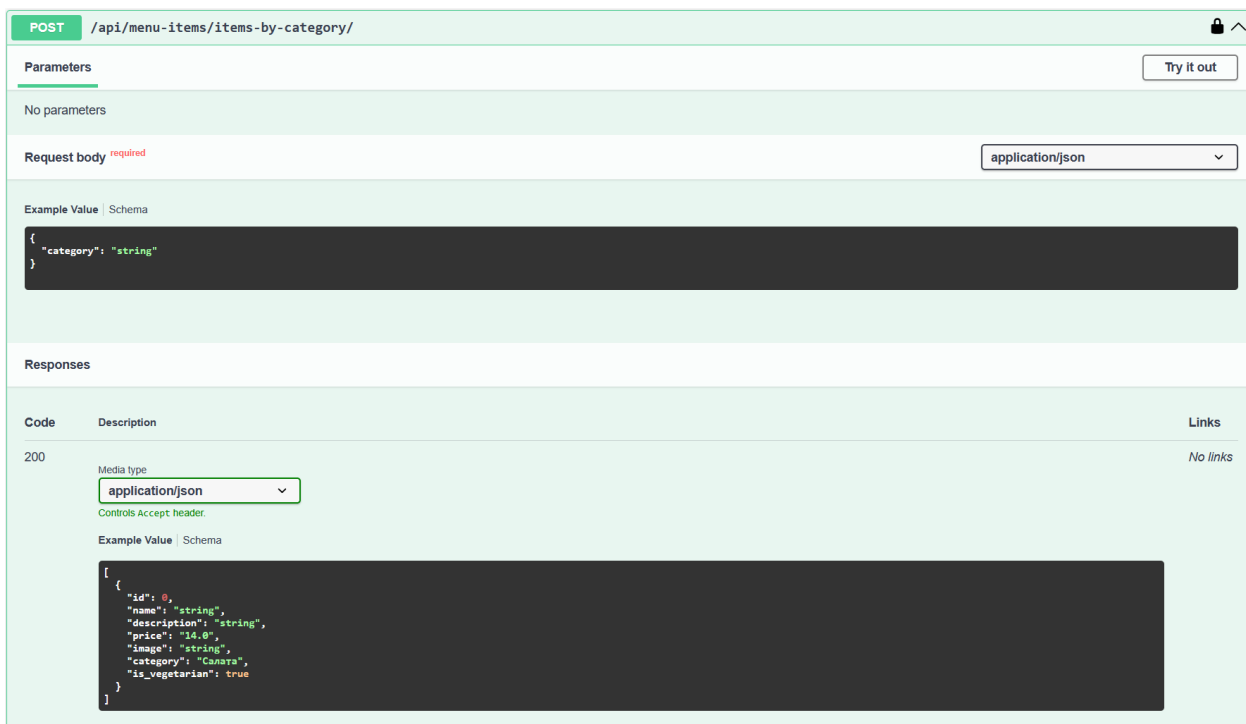 POST /api/menu-items/items-by-category/
Parameters
Try it out
No parameters
Request body required
application/json
Example Value Schema
{
"category": "string"
}
Responses
Code Description Links
200 No links
Media type
application/json
Controls Accept header.
Example Value Schema
[
{
"id": 0,
"name": "string",
"description": "string",
"price": "14.0",
"image": "string",
"category": "Салата",
"is_vegetarian": true
}
]